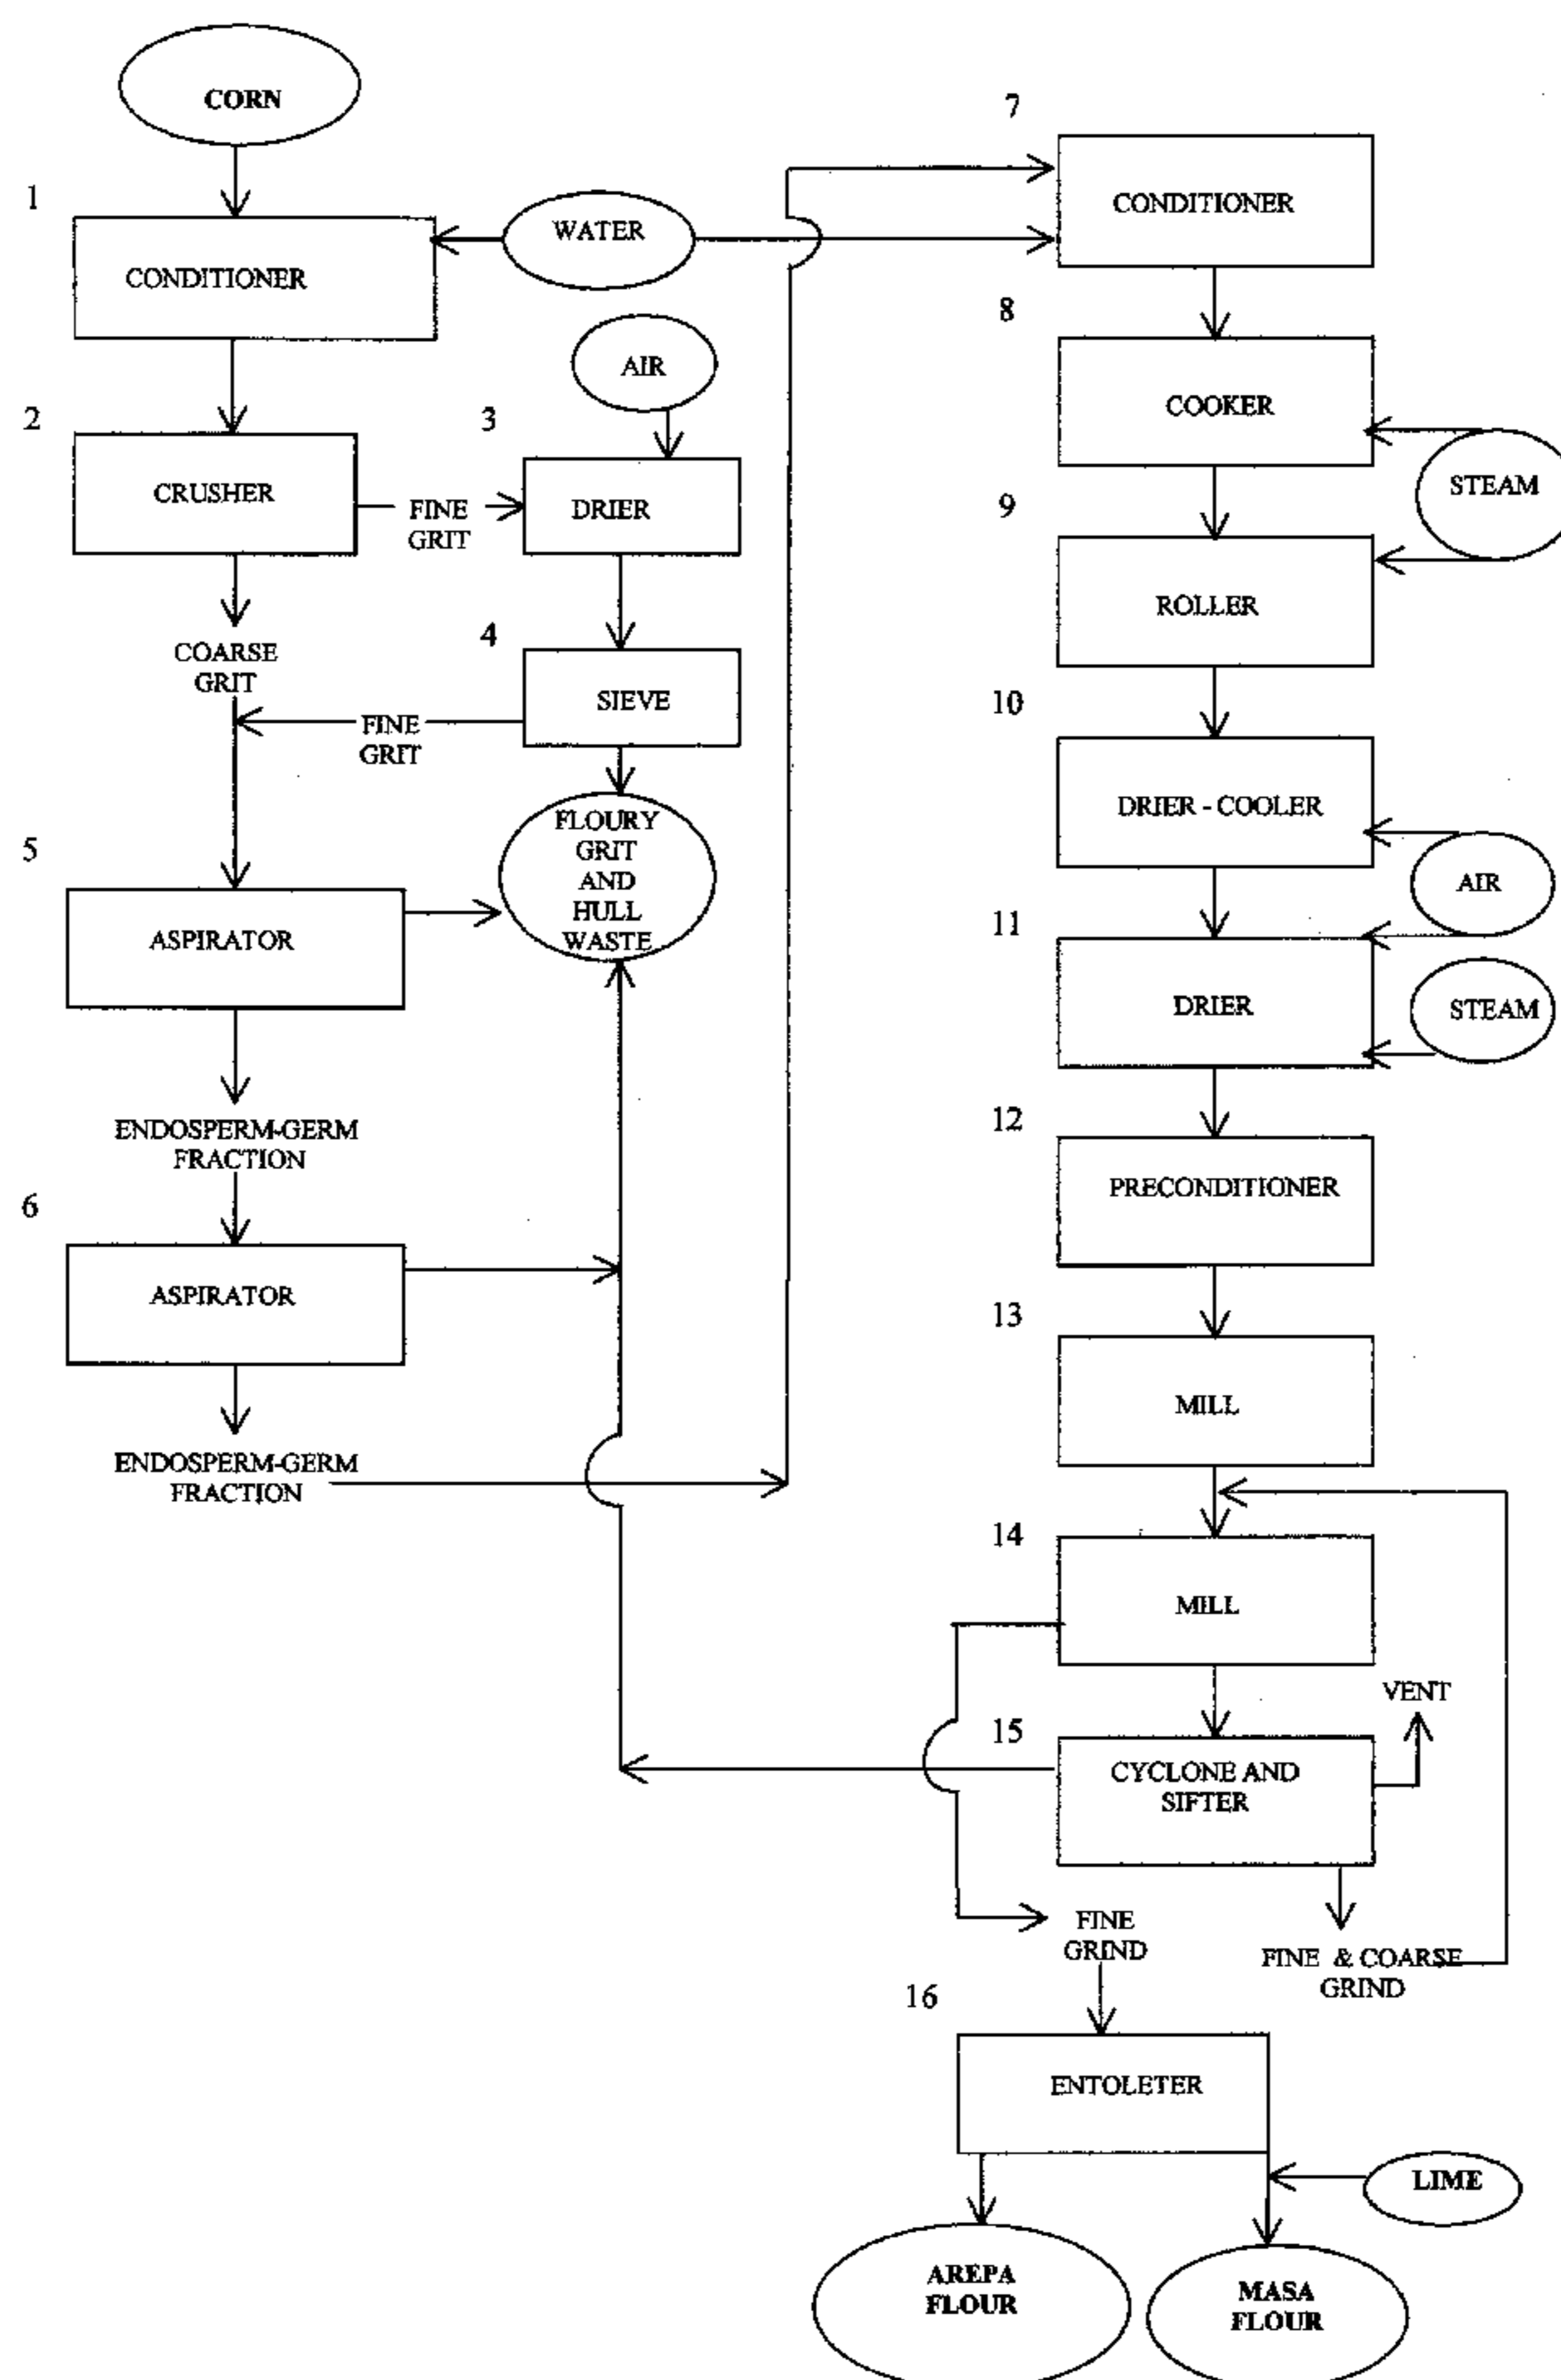 CORN
1
CONDITIONER
WATER
2
CRUSHER
FINE
GRIT
AIR
3
DRIER
COARSE
GRIT
4
SIEVE
FINE
GRIT
FLOURY
GRIT
AND
HULL
WASTE
5
ASPIRATOR
ENDOSPERM-GERM
FRACTION
6
ASPIRATOR
ENDOSPERM-GERM
FRACTION
7
CONDITIONER
8
COOKER
STEAM
9
ROLLER
10
DRIER - COOLER
AIR
11
DRIER
STEAM
12
PRECONDITIONER
13
MILL
14
MILL
VENT
15
CYCLONE AND
SIFTER
FINE
GRIND
FINE & COARSE
GRIND
16
ENTOLETER
LIME
AREPA
FLOUR
MASA
FLOUR